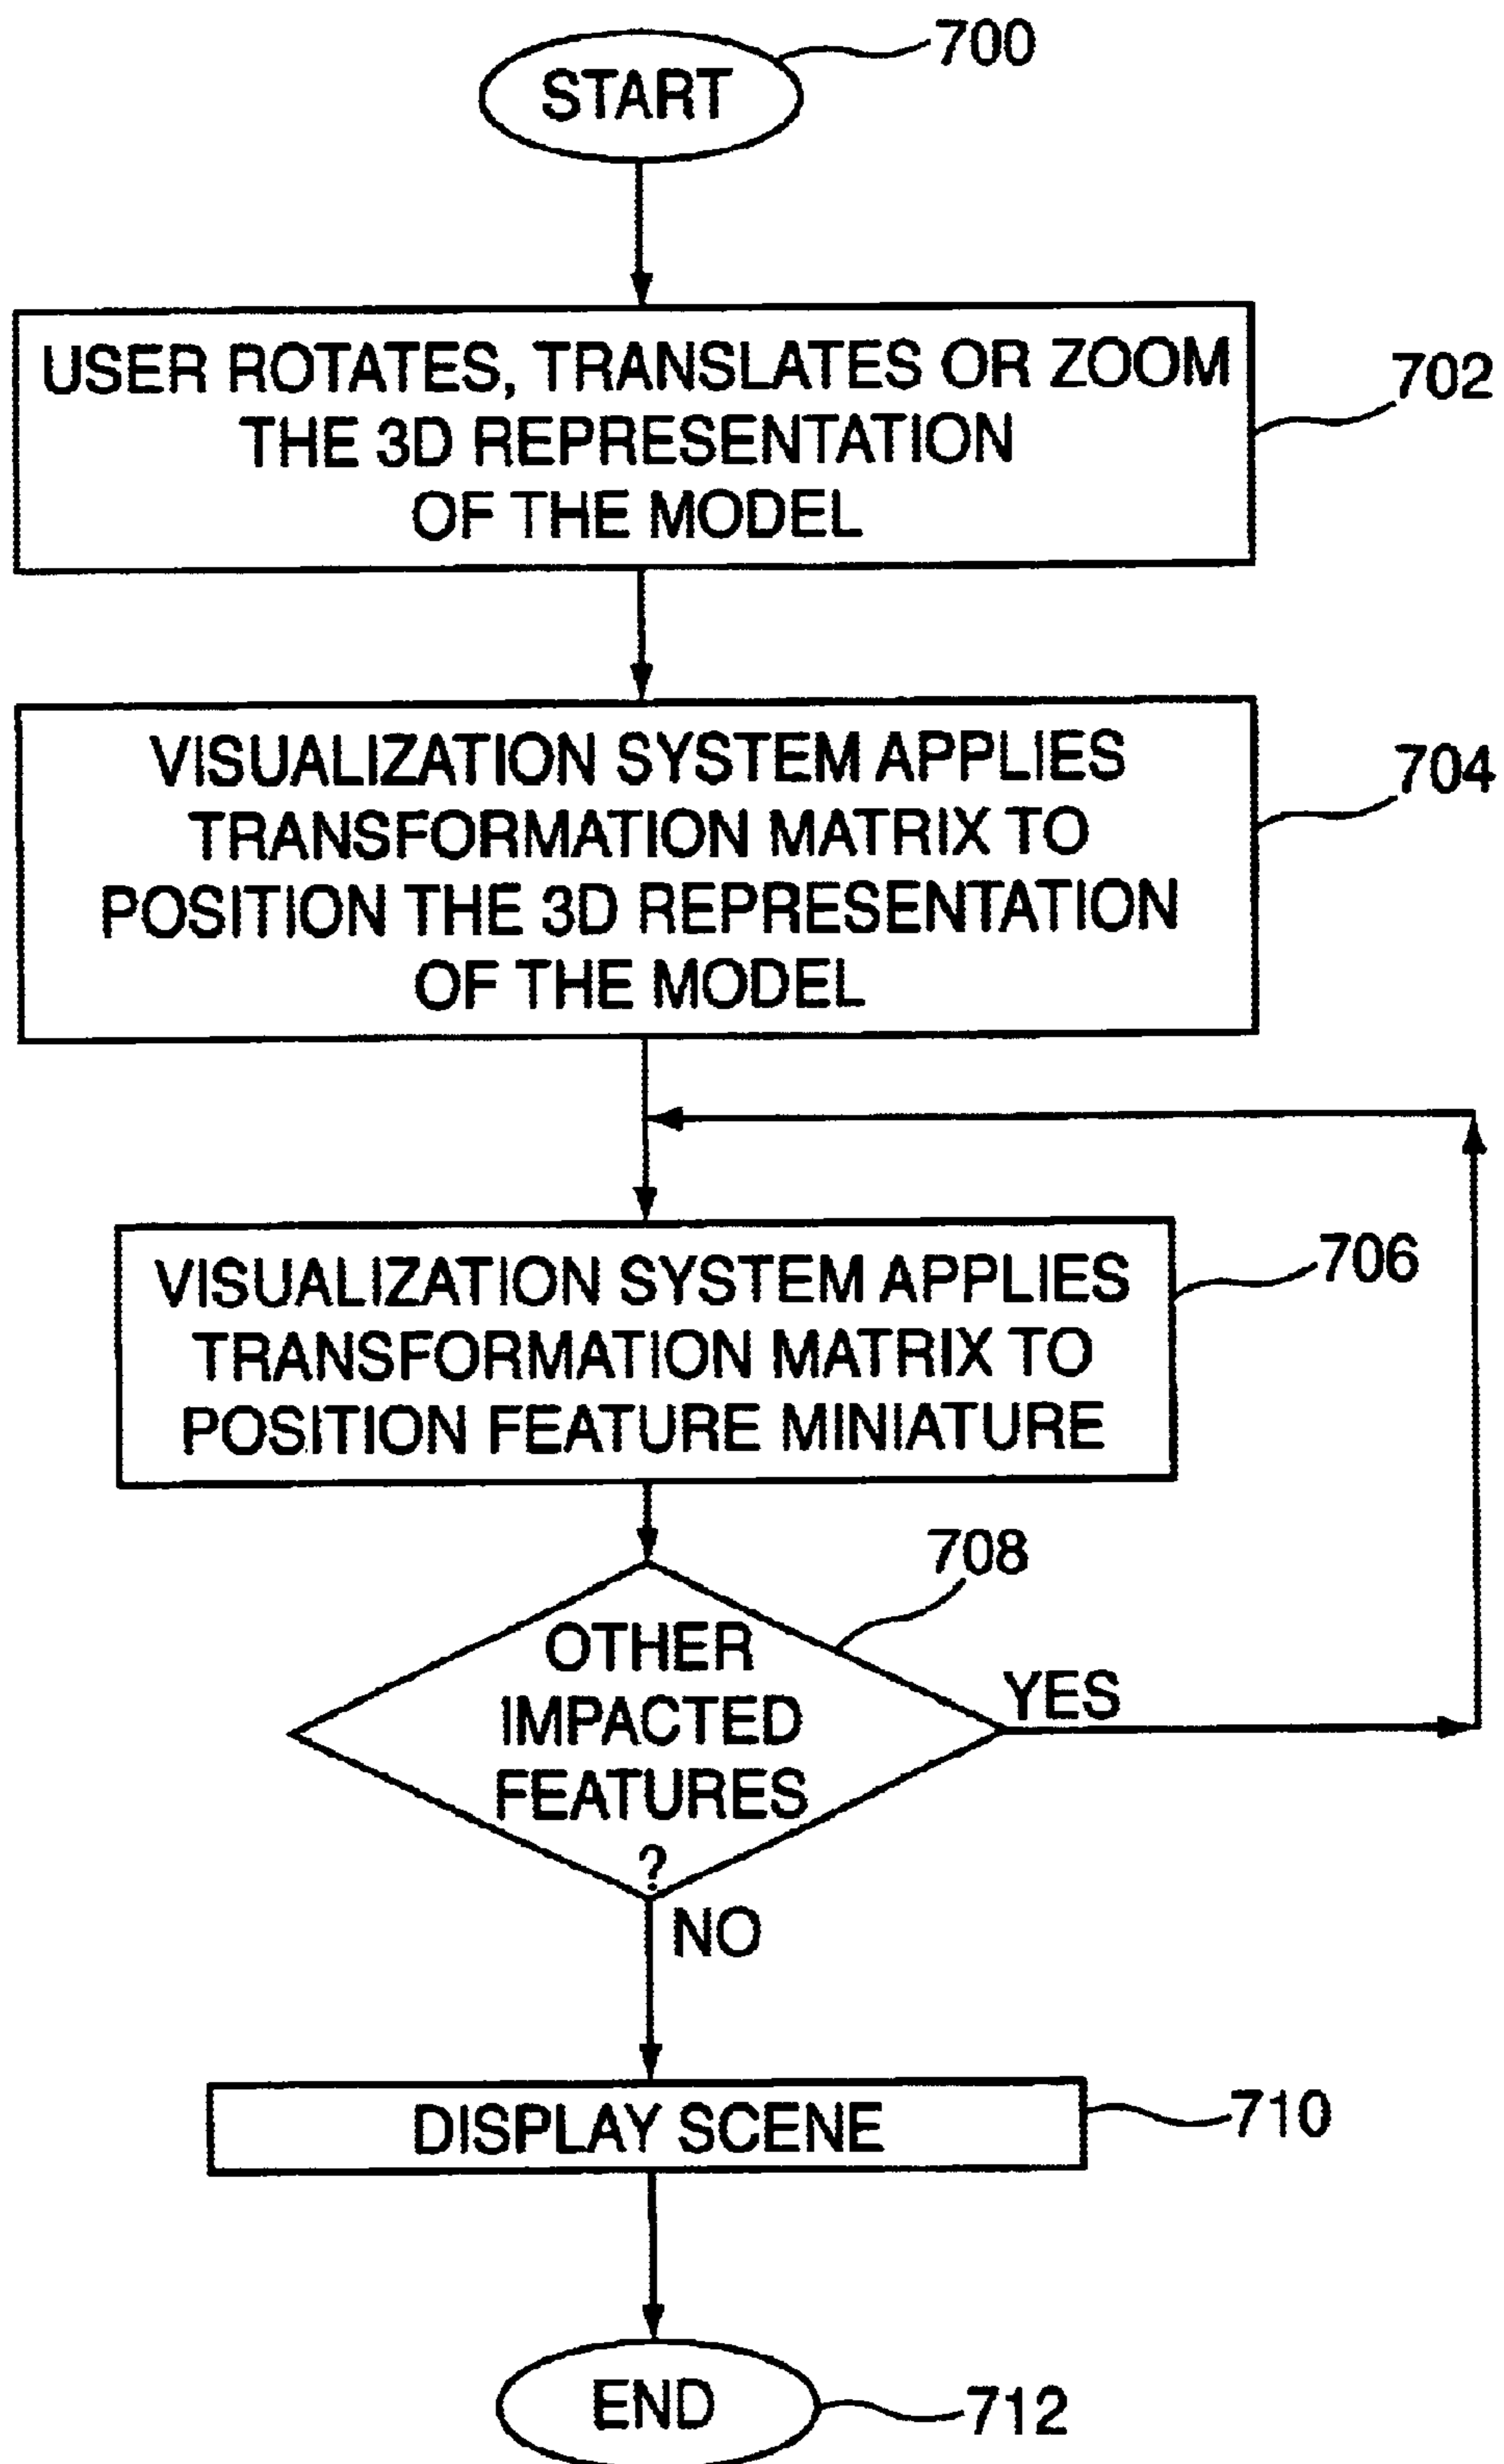 700
START
USER ROTATES, TRANSLATES OR ZOOM
THE 3D REPRESENTATION
OF THE MODEL
702
VISUALIZATION SYSTEM APPLIES
TRANSFORMATION MATRIX TO
POSITION THE 3D REPRESENTATION
OF THE MODEL
704
VISUALIZATION SYSTEM APPLIES
TRANSFORMATION MATRIX TO
POSITION FEATURE MINIATURE
706
708
OTHER
IMPACTED
FEATURES
?
YES
NO
DISPLAY SCENE
710
END
712